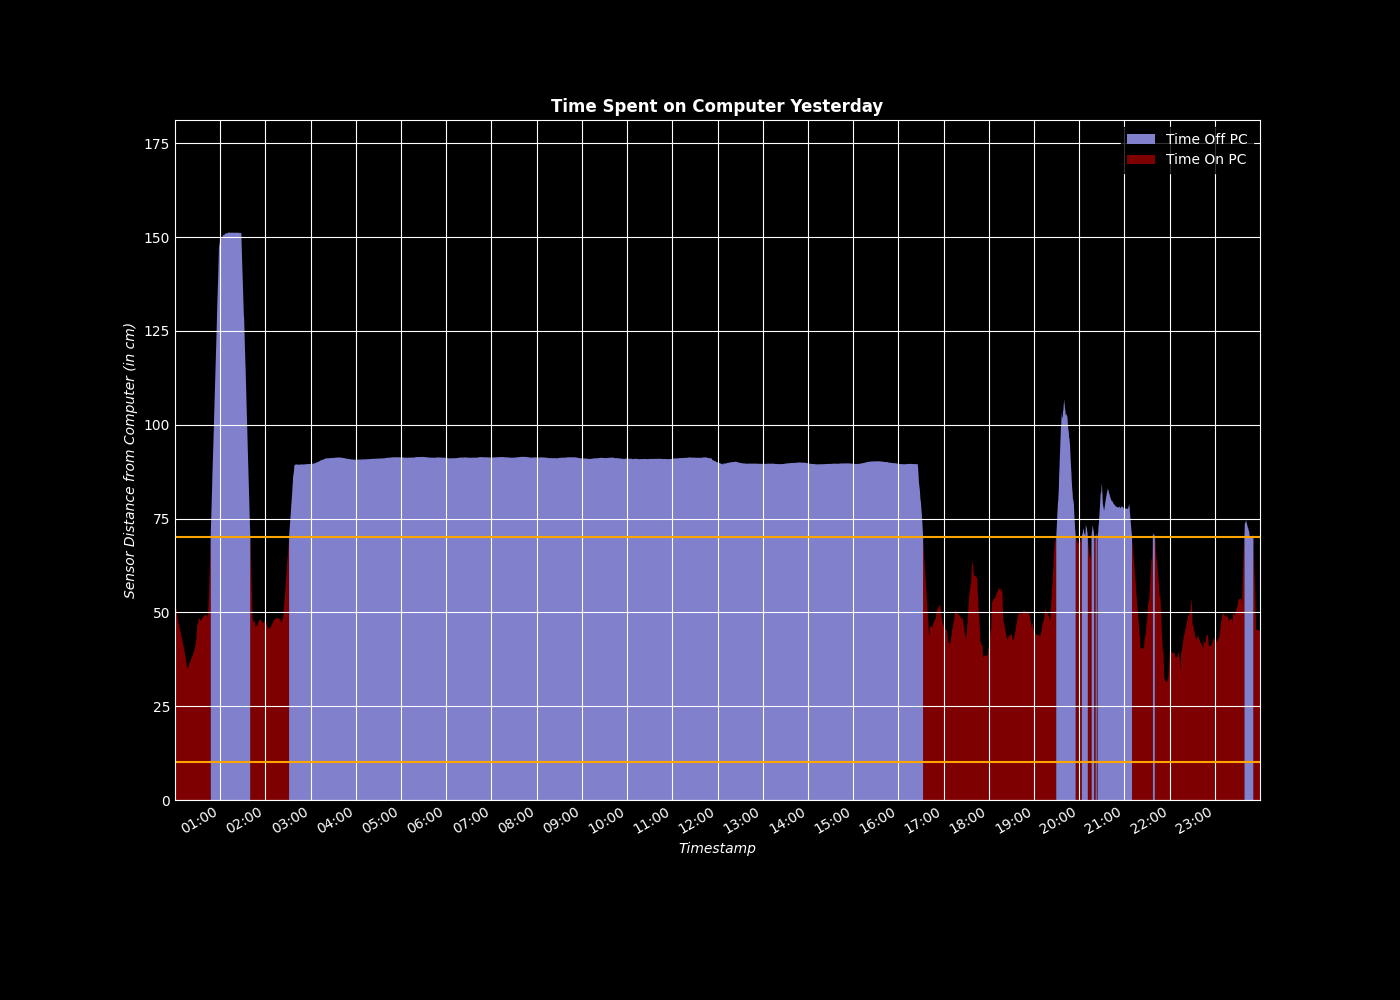 Time Spent on Computer Yesterday
Time Off PC
Time On PC
175
150
125
100
75
50
25
0
Sensor Distance from Computer (in cm)
01:00 02:00 03:00 04:00 05:00 06:00 07:00 08:00 09:00 10:00 11:00 12:00 13:00 14:00 15:00 16:00 17:00 18:00 19:00 20:00 21:00 22:00 23:00
Timestamp